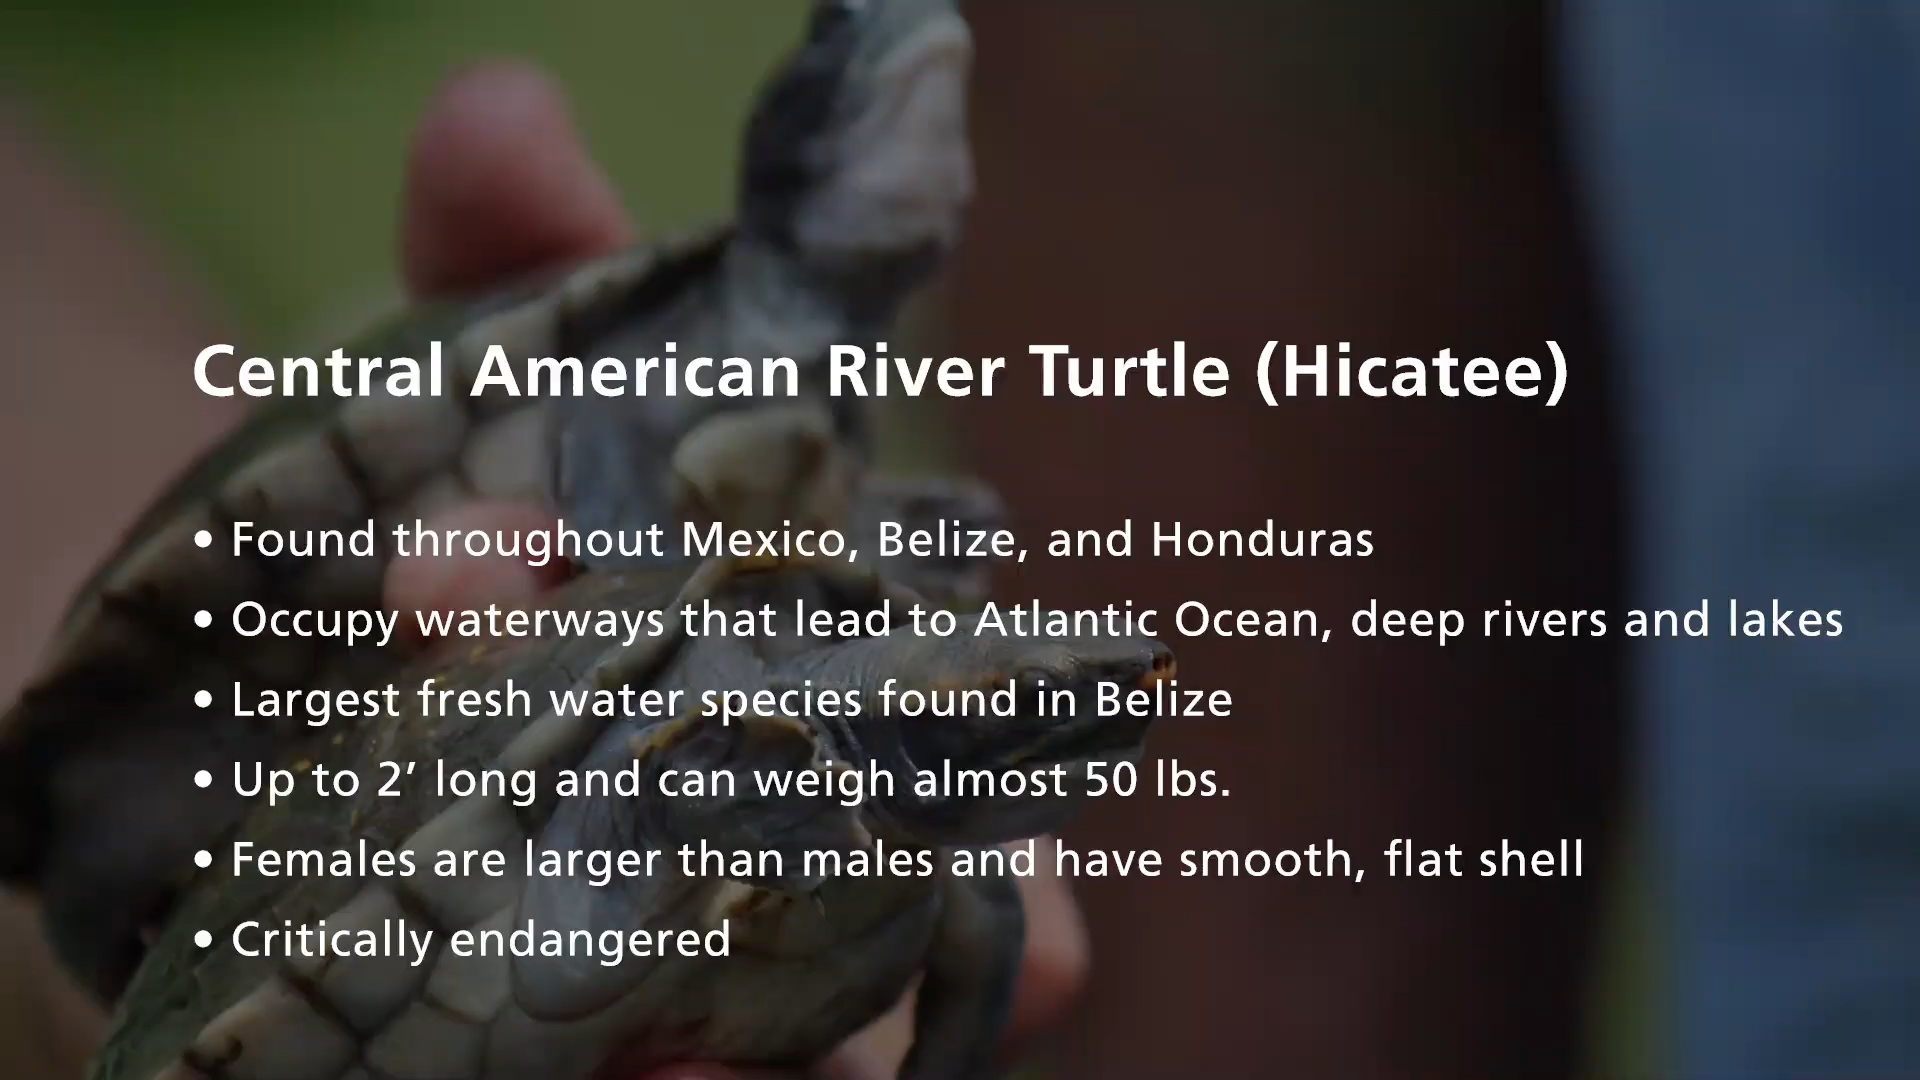 Central American River Turtle (Hicatee)
• Found throughout Mexico, Belize, and Honduras
• Occupy waterways that lead to Atlantic Ocean, deep rivers and lakes
• Largest fresh water species found in Belize
• Up to 2’ long and can weigh almost 50 lbs.
• Females are larger than males and have smooth, flat shell
• Critically endangered